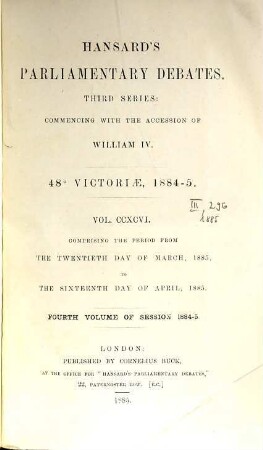 HANSARD'S
PARLIAMENTARY DEBATES,
THIRD SERIES:
COMMENCING WITH THE ACCESSION OF
WILLIAM IV.
48° VICTORIÆ, 1884-5.
III 296
1885
VOL. CCXCVI.
COMPRISING THE PERIOD FROM
THE TWENTIETH DAY OF MARCH, 1885,
TO
THE SIXTEENTH DAY OF APRIL, 1885.
FOURTH VOLUME OF SESSION 1884-5.
LONDON:
PUBLISHED BY CORNELIUS BUCK,
AT THE OFFICE FOR "HANSARD'S PARLIAMENTARY DEBATES,"
22, PATERNOSTER ROW. [E.C.]
1885.